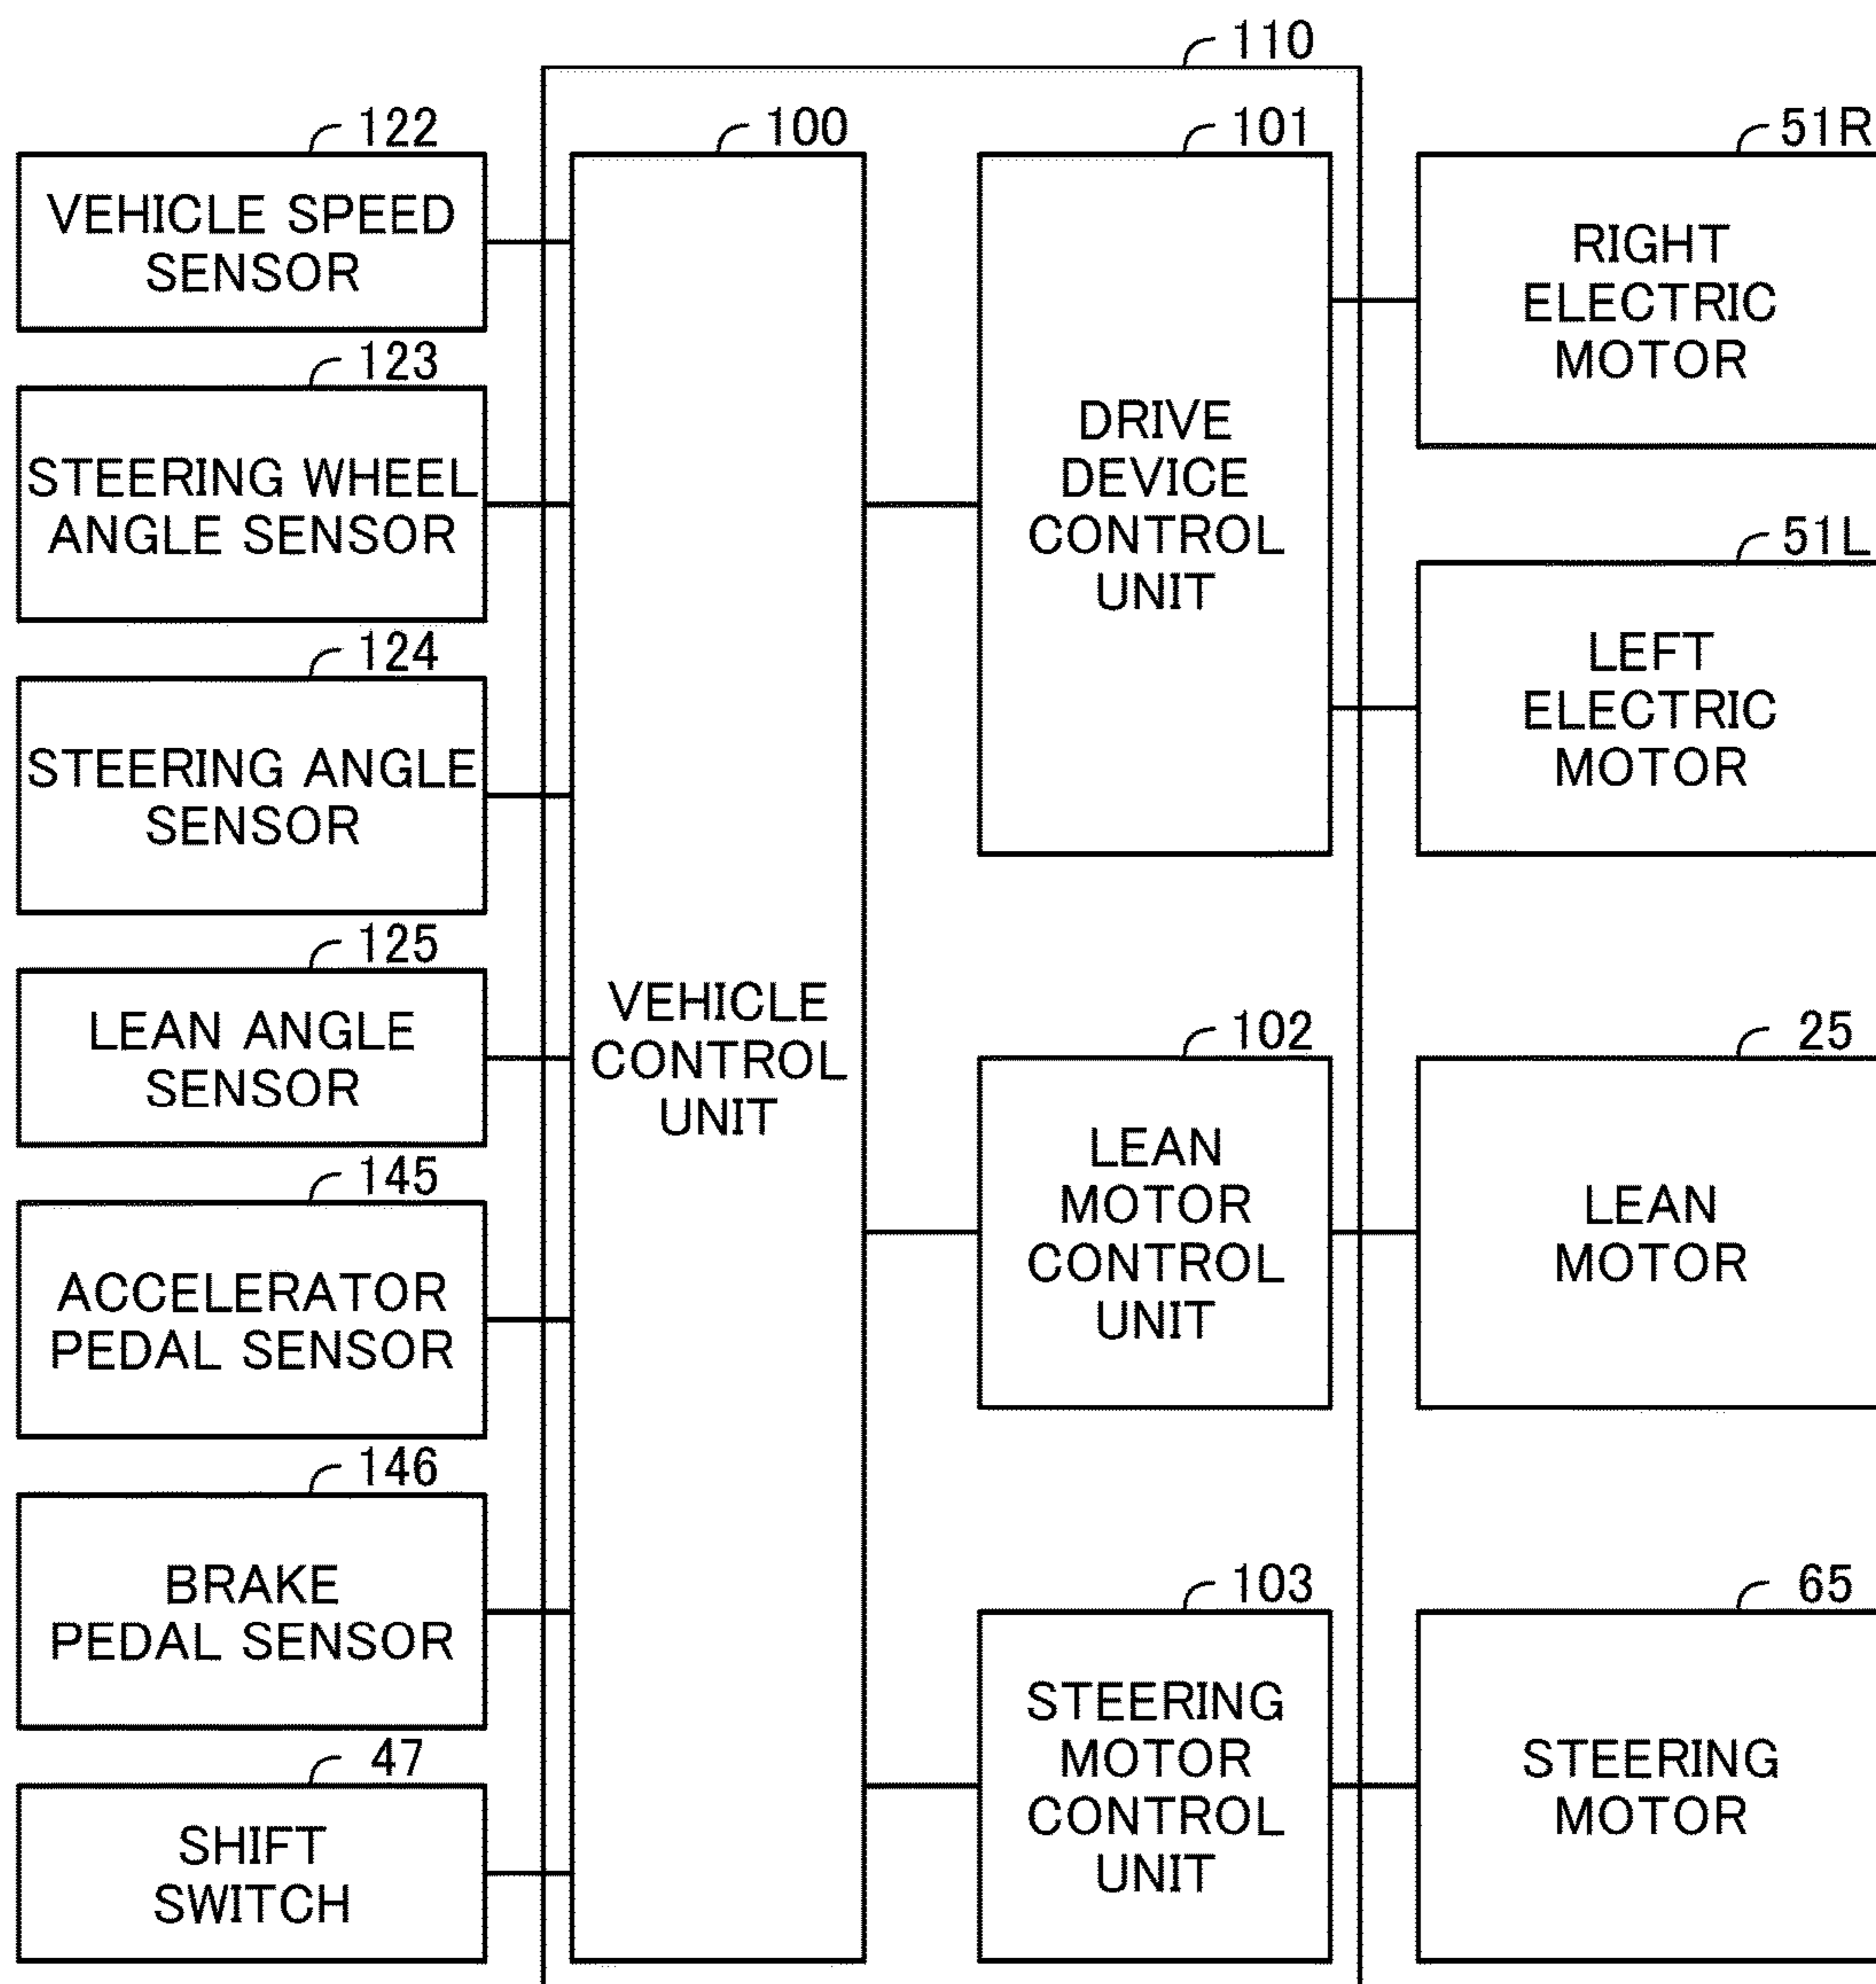 110
122
VEHICLE SPEED
SENSOR
123
STEERING WHEEL
ANGLE SENSOR
124
STEERING ANGLE
SENSOR
125
LEAN ANGLE
SENSOR
145
ACCELERATOR
PEDAL SENSOR
146
BRAKE
PEDAL SENSOR
47
SHIFT
SWITCH
100
VEHICLE
CONTROL
UNIT
101
DRIVE
DEVICE
CONTROL
UNIT
102
LEAN
MOTOR
CONTROL
UNIT
103
STEERING
MOTOR
CONTROL
UNIT
51R
RIGHT
ELECTRIC
MOTOR
51L
LEFT
ELECTRIC
MOTOR
25
LEAN
MOTOR
65
STEERING
MOTOR